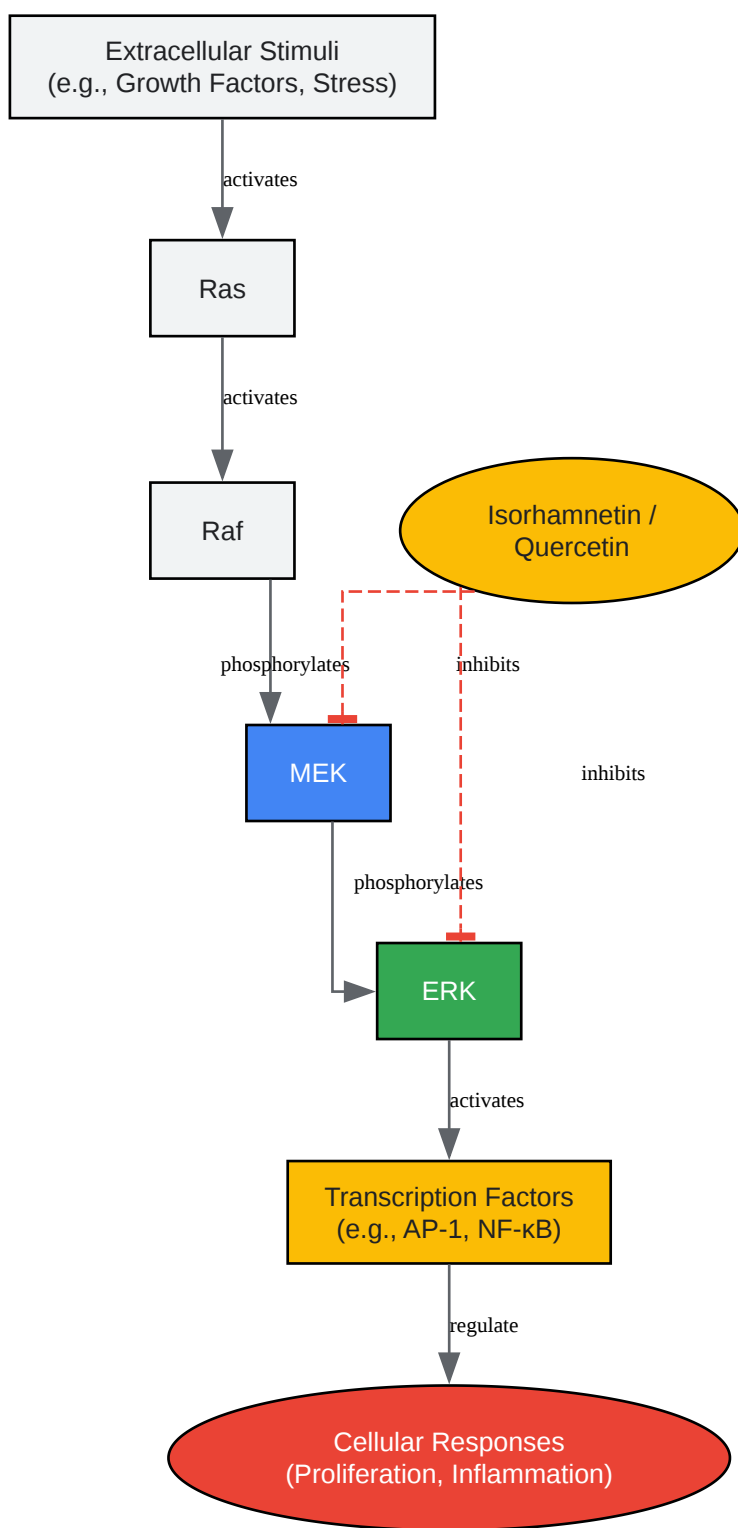 Extracellular Stimuli
(e.g., Growth Factors, Stress)
activates
Ras
activates
Raf
Isorhamnetin /
Quercetin
phosphorylates
inhibits
MEK
inhibits
phosphorylates
ERK
activates
Transcription Factors
(e.g., AP-1, NF-κB)
regulate
Cellular Responses
(Proliferation, Inflammation)